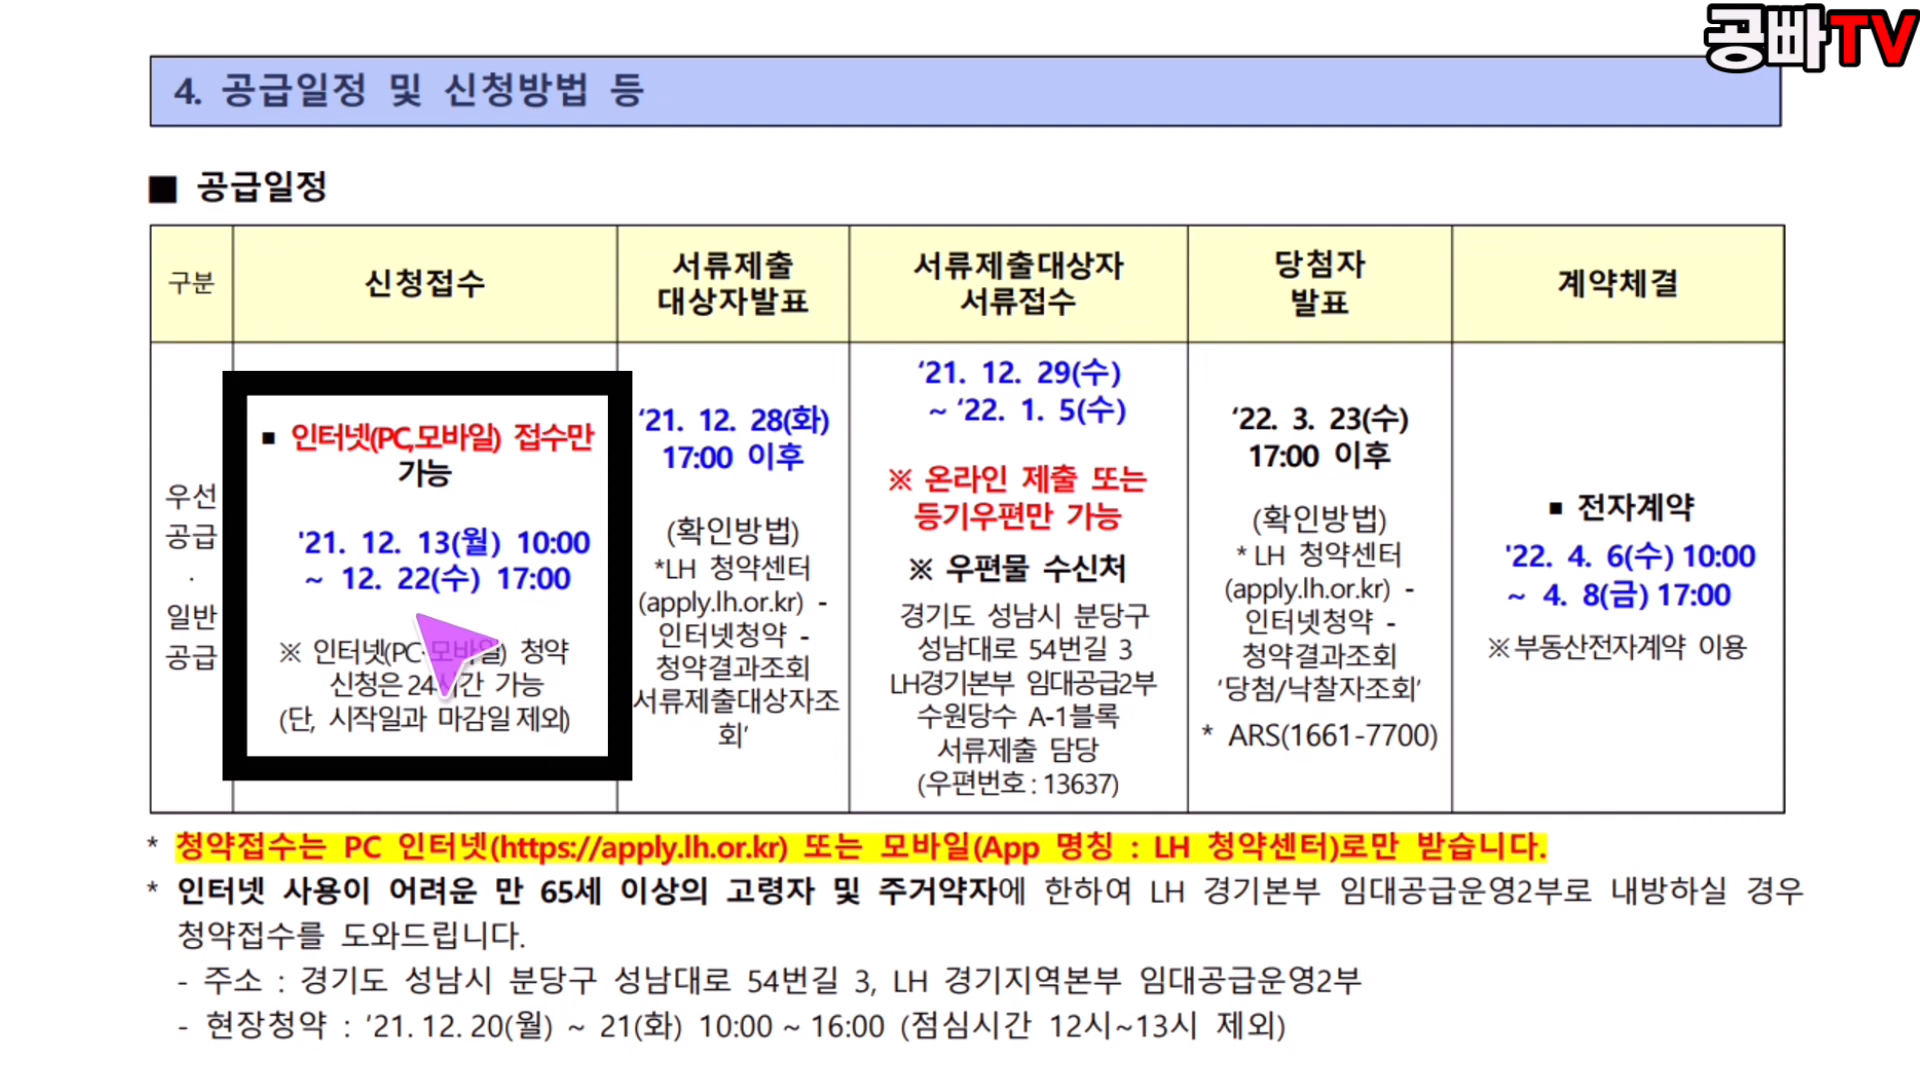 공빠TV
4. 공급일정 및 신청방법 등
■ 공급일정
구분
신청접수
서류제출
대상자발표
서류제출대상자
서류접수
당첨자
발표
계약체결
우선
공급
·
일반
공급
▪ 인터넷(PC,모바일) 접수만
가능
'21. 12. 13(월) 10:00
~ 12. 22(수) 17:00
※ 인터넷(PC·모바일) 청약
신청은 24시간 가능
(단, 시작일과 마감일 제외)
‘21. 12. 28(화)
17:00 이후
(확인방법)
*LH 청약센터
(apply.lh.or.kr) -
인터넷청약 -
청약결과조회
서류제출대상자조
회’
‘21. 12. 29(수)
~ ‘22. 1. 5(수)
※ 온라인 제출 또는
등기우편만 가능
※ 우편물 수신처
경기도 성남시 분당구
성남대로 54번길 3
LH경기본부 임대공급2부
수원당수 A-1블록
서류제출 담당
(우편번호 : 13637)
‘22. 3. 23(수)
17:00 이후
(확인방법)
* LH 청약센터
(apply.lh.or.kr) -
인터넷청약 -
청약결과조회
‘당첨/낙찰자조회’
* ARS(1661-7700)
▪ 전자계약
'22. 4. 6(수) 10:00
~ 4. 8(금) 17:00
※ 부동산전자계약 이용
* 청약접수는 PC 인터넷(https://apply.lh.or.kr) 또는 모바일(App 명칭 : LH 청약센터)로만 받습니다.
* 인터넷 사용이 어려운 만 65세 이상의 고령자 및 주거약자에 한하여 LH 경기본부 임대공급운영2부로 내방하실 경우
청약접수를 도와드립니다.
- 주소 : 경기도 성남시 분당구 성남대로 54번길 3, LH 경기지역본부 임대공급운영2부
- 현장청약 : ‘21. 12. 20(월) ~ 21(화) 10:00 ~ 16:00 (점심시간 12시~13시 제외)